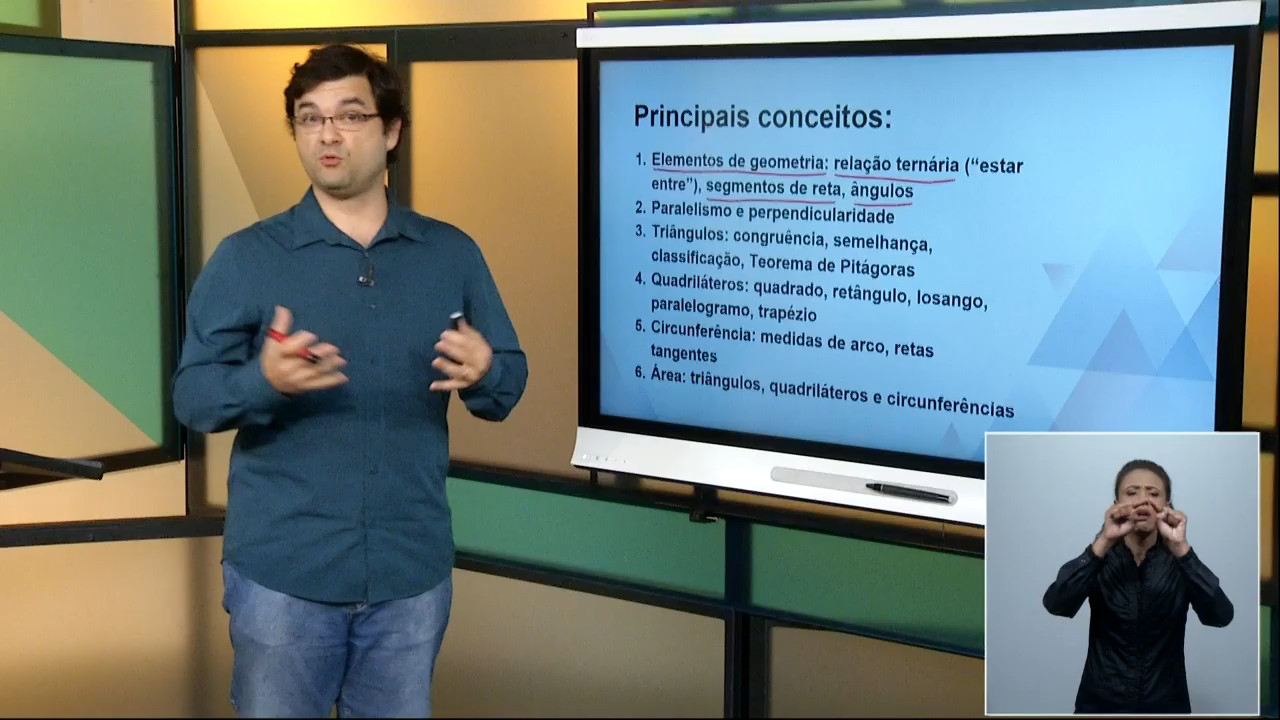 Principais conceitos:
1. Elementos de geometria: relação ternária (“estar
entre”), segmentos de reta, ângulos
2. Paralelismo e perpendicularidade
3. Triângulos: congruência, semelhança,
classificação, Teorema de Pitágoras
4. Quadriláteros: quadrado, retângulo, losango,
paralelogramo, trapézio
5. Circunferência: medidas de arco, retas
tangentes
6. Área: triângulos, quadriláteros e circunferências